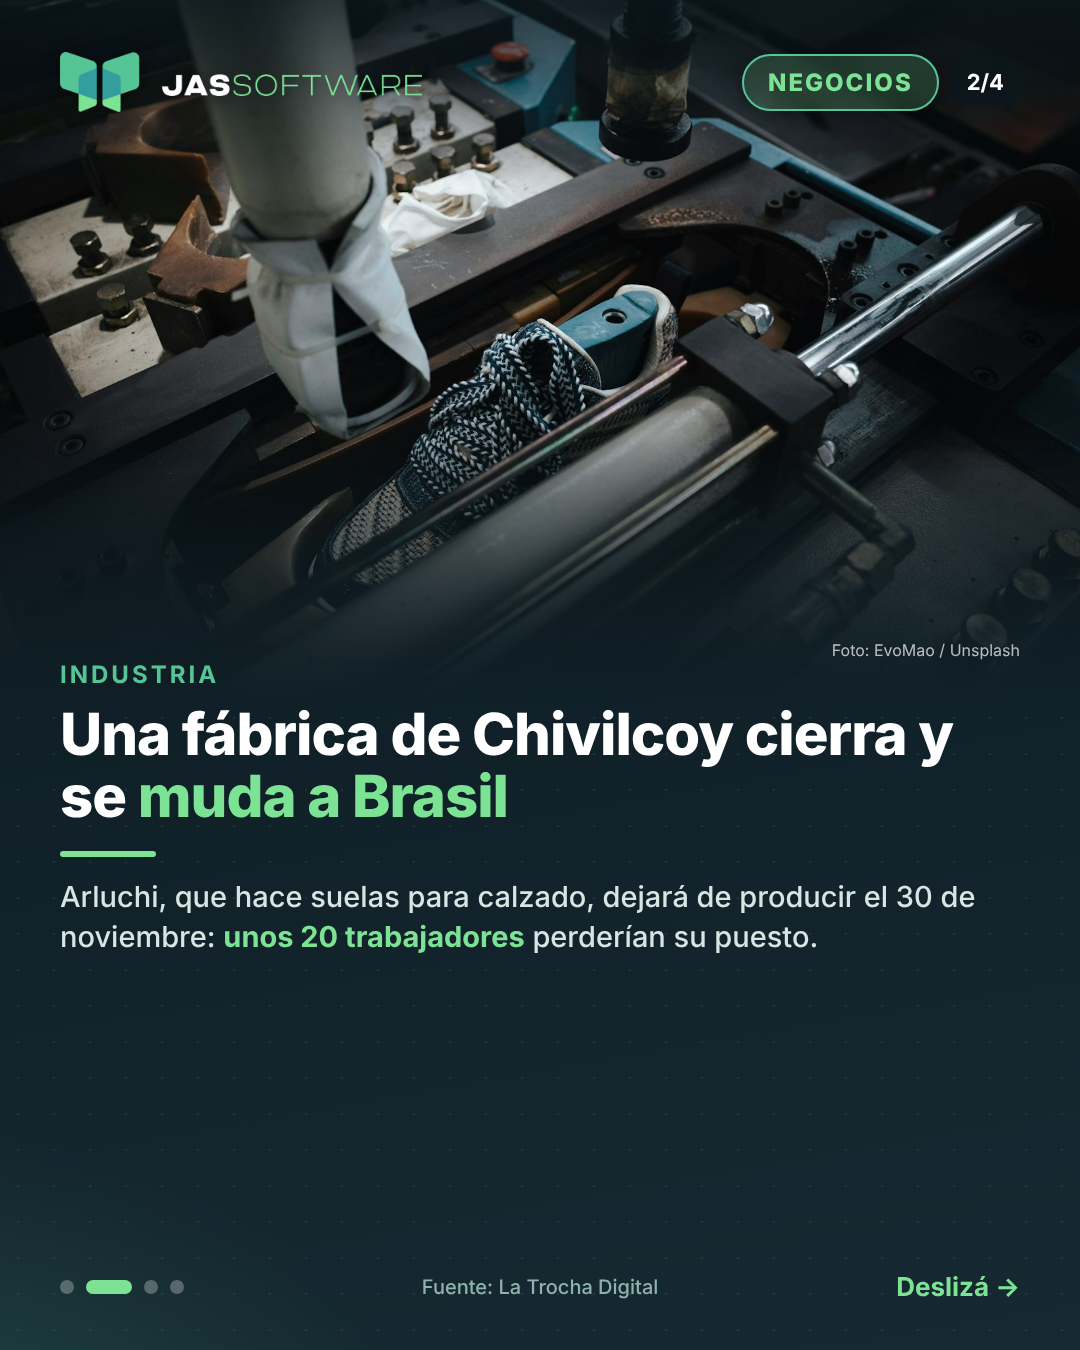 JASSOFTWARE
NEGOCIOS
2/4
Foto: EvoMao / Unsplash
INDUSTRIA
Una fábrica de Chivilcoy cierra y
se muda a Brasil
Arluchi, que hace suelas para calzado, dejará de producir el 30 de
noviembre: unos 20 trabajadores perderían su puesto.
Fuente: La Trocha Digital
Deslizá →